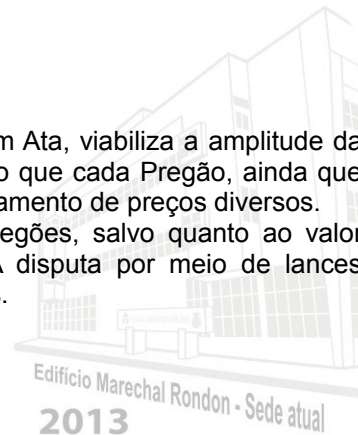 m Ata, viabiliza a amplitude da
o que cada Pregão, ainda que
amento de preços diversos.
egões, salvo quanto ao valor
A disputa por meio de lances
s.
Edifício Marechal Rondon - Sede atual
2013